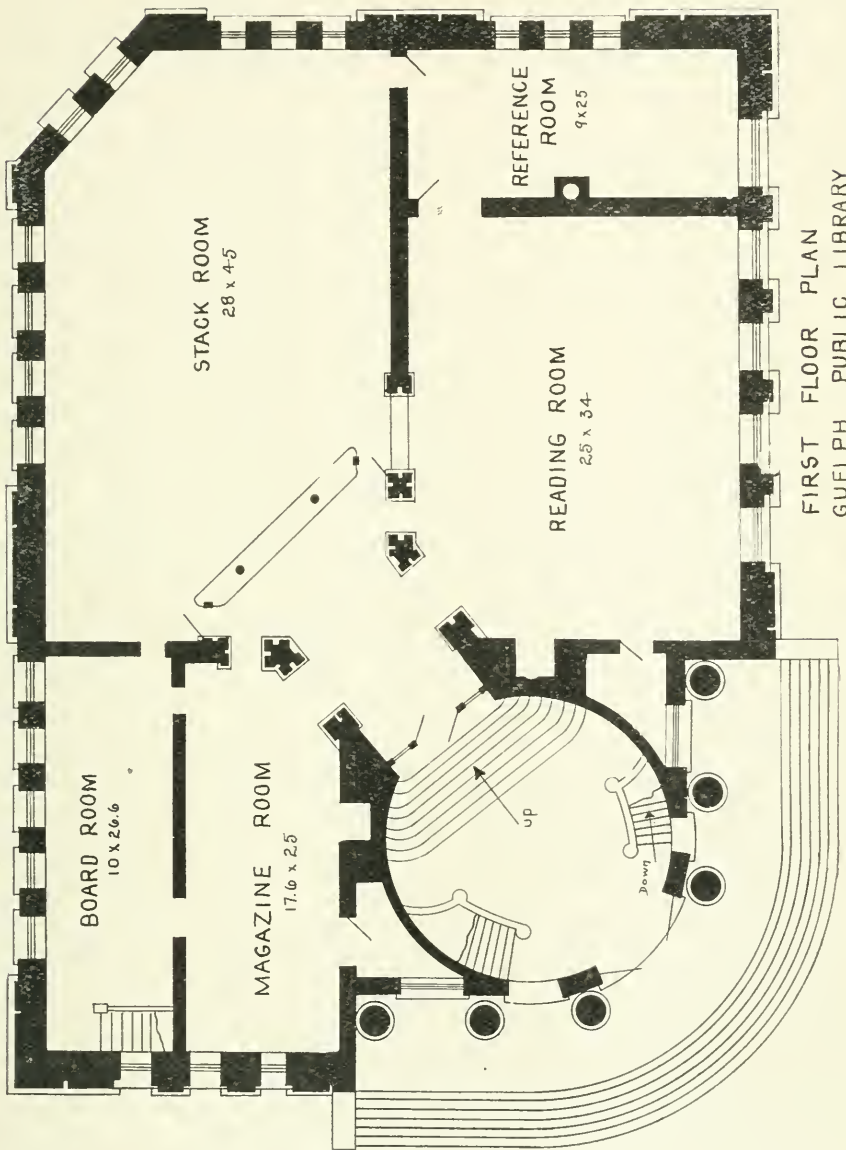 BOARD ROOM
10 x 26.6
MAGAZINE ROOM
17.6 x 25
STACK ROOM
28 x 45
READING ROOM
25 x 34
REFERENCE
ROOM
9 x 25
UP
Down
FIRST FLOOR PLAN
GUELPH PUBLIC LIBRARY